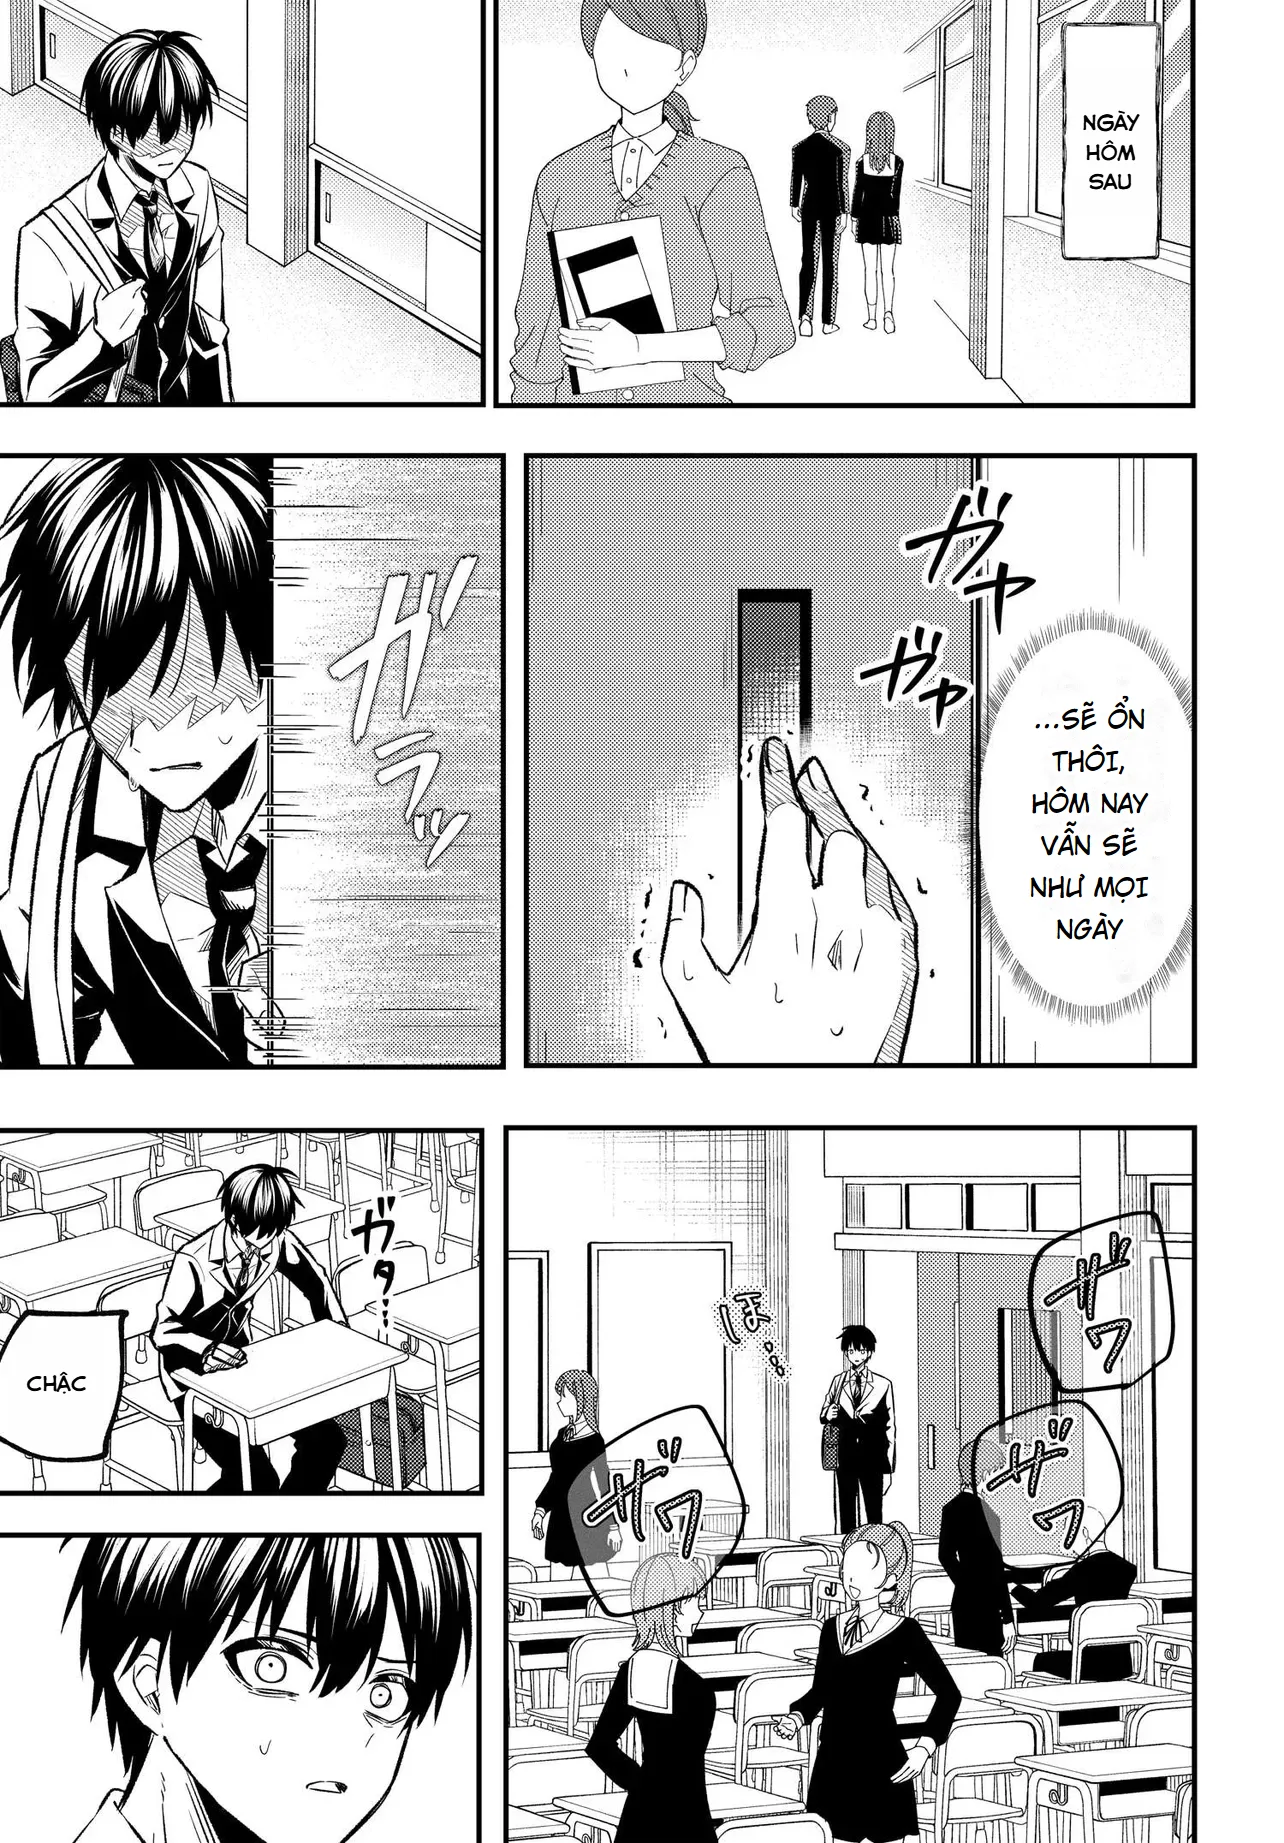 NGÀY
HÔM
SAU
ガヤ
ガヤ
...SẼ ỔN
THÔI,
HÔM NAY
VẪN SẼ
NHƯ MỌI
NGÀY
ガラッ
ザワ
ザワ
ほ...
ザワ
ガタ...
CHẬC